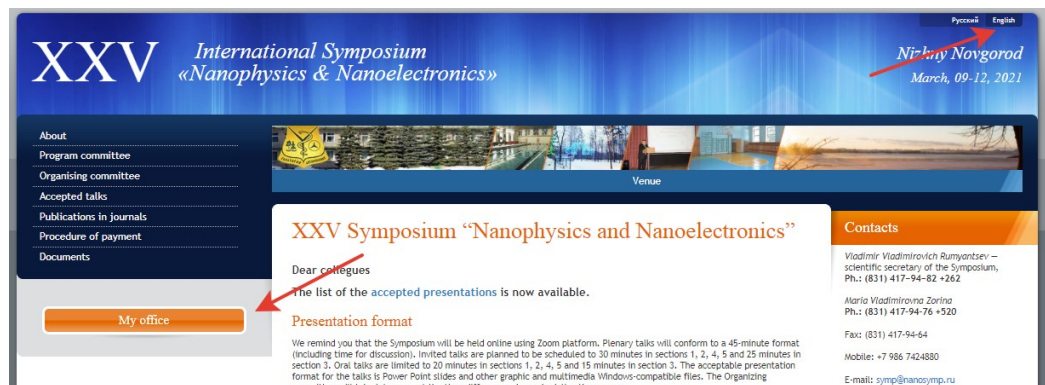 Русский English
XXV
International Symposium
«Nanophysics & Nanoelectronics»
Nizhny Novgorod
March, 09-12, 2021
About
Program committee
Organising committee
Accepted talks
Publications in journals
Procedure of payment
Documents
My office
Venue
XXV Symposium “Nanophysics and Nanoelectronics”
Dear collegues
The list of the accepted presentations is now available.
Presentation format
We remind you that the Symposium will be held online using Zoom platform. Plenary talks will conform to a 45-minute format
(including time for discussion). Invited talks are planned to be scheduled to 30 minutes in sections 1, 2, 4, 5 and 25 minutes in
section 3. Oral talks are limited to 20 minutes in sections 1, 2, 4, 5 and 15 minutes in section 3. The acceptable presentation
format for the talks is Power Point slides and other graphic and multimedia Windows-compatible files. The Organizing
Contacts
Vladimir Vladimirovich Rumyantsev —
scientific secretary of the Symposium,
Ph.: (831) 417-94-82 +262
Maria Vladimirovna Zorina
Ph.: (831) 417-94-76 +520
Fax: (831) 417-94-64
Mobile: +7 986 7424880
E-mail: symp@nanosymp.ru